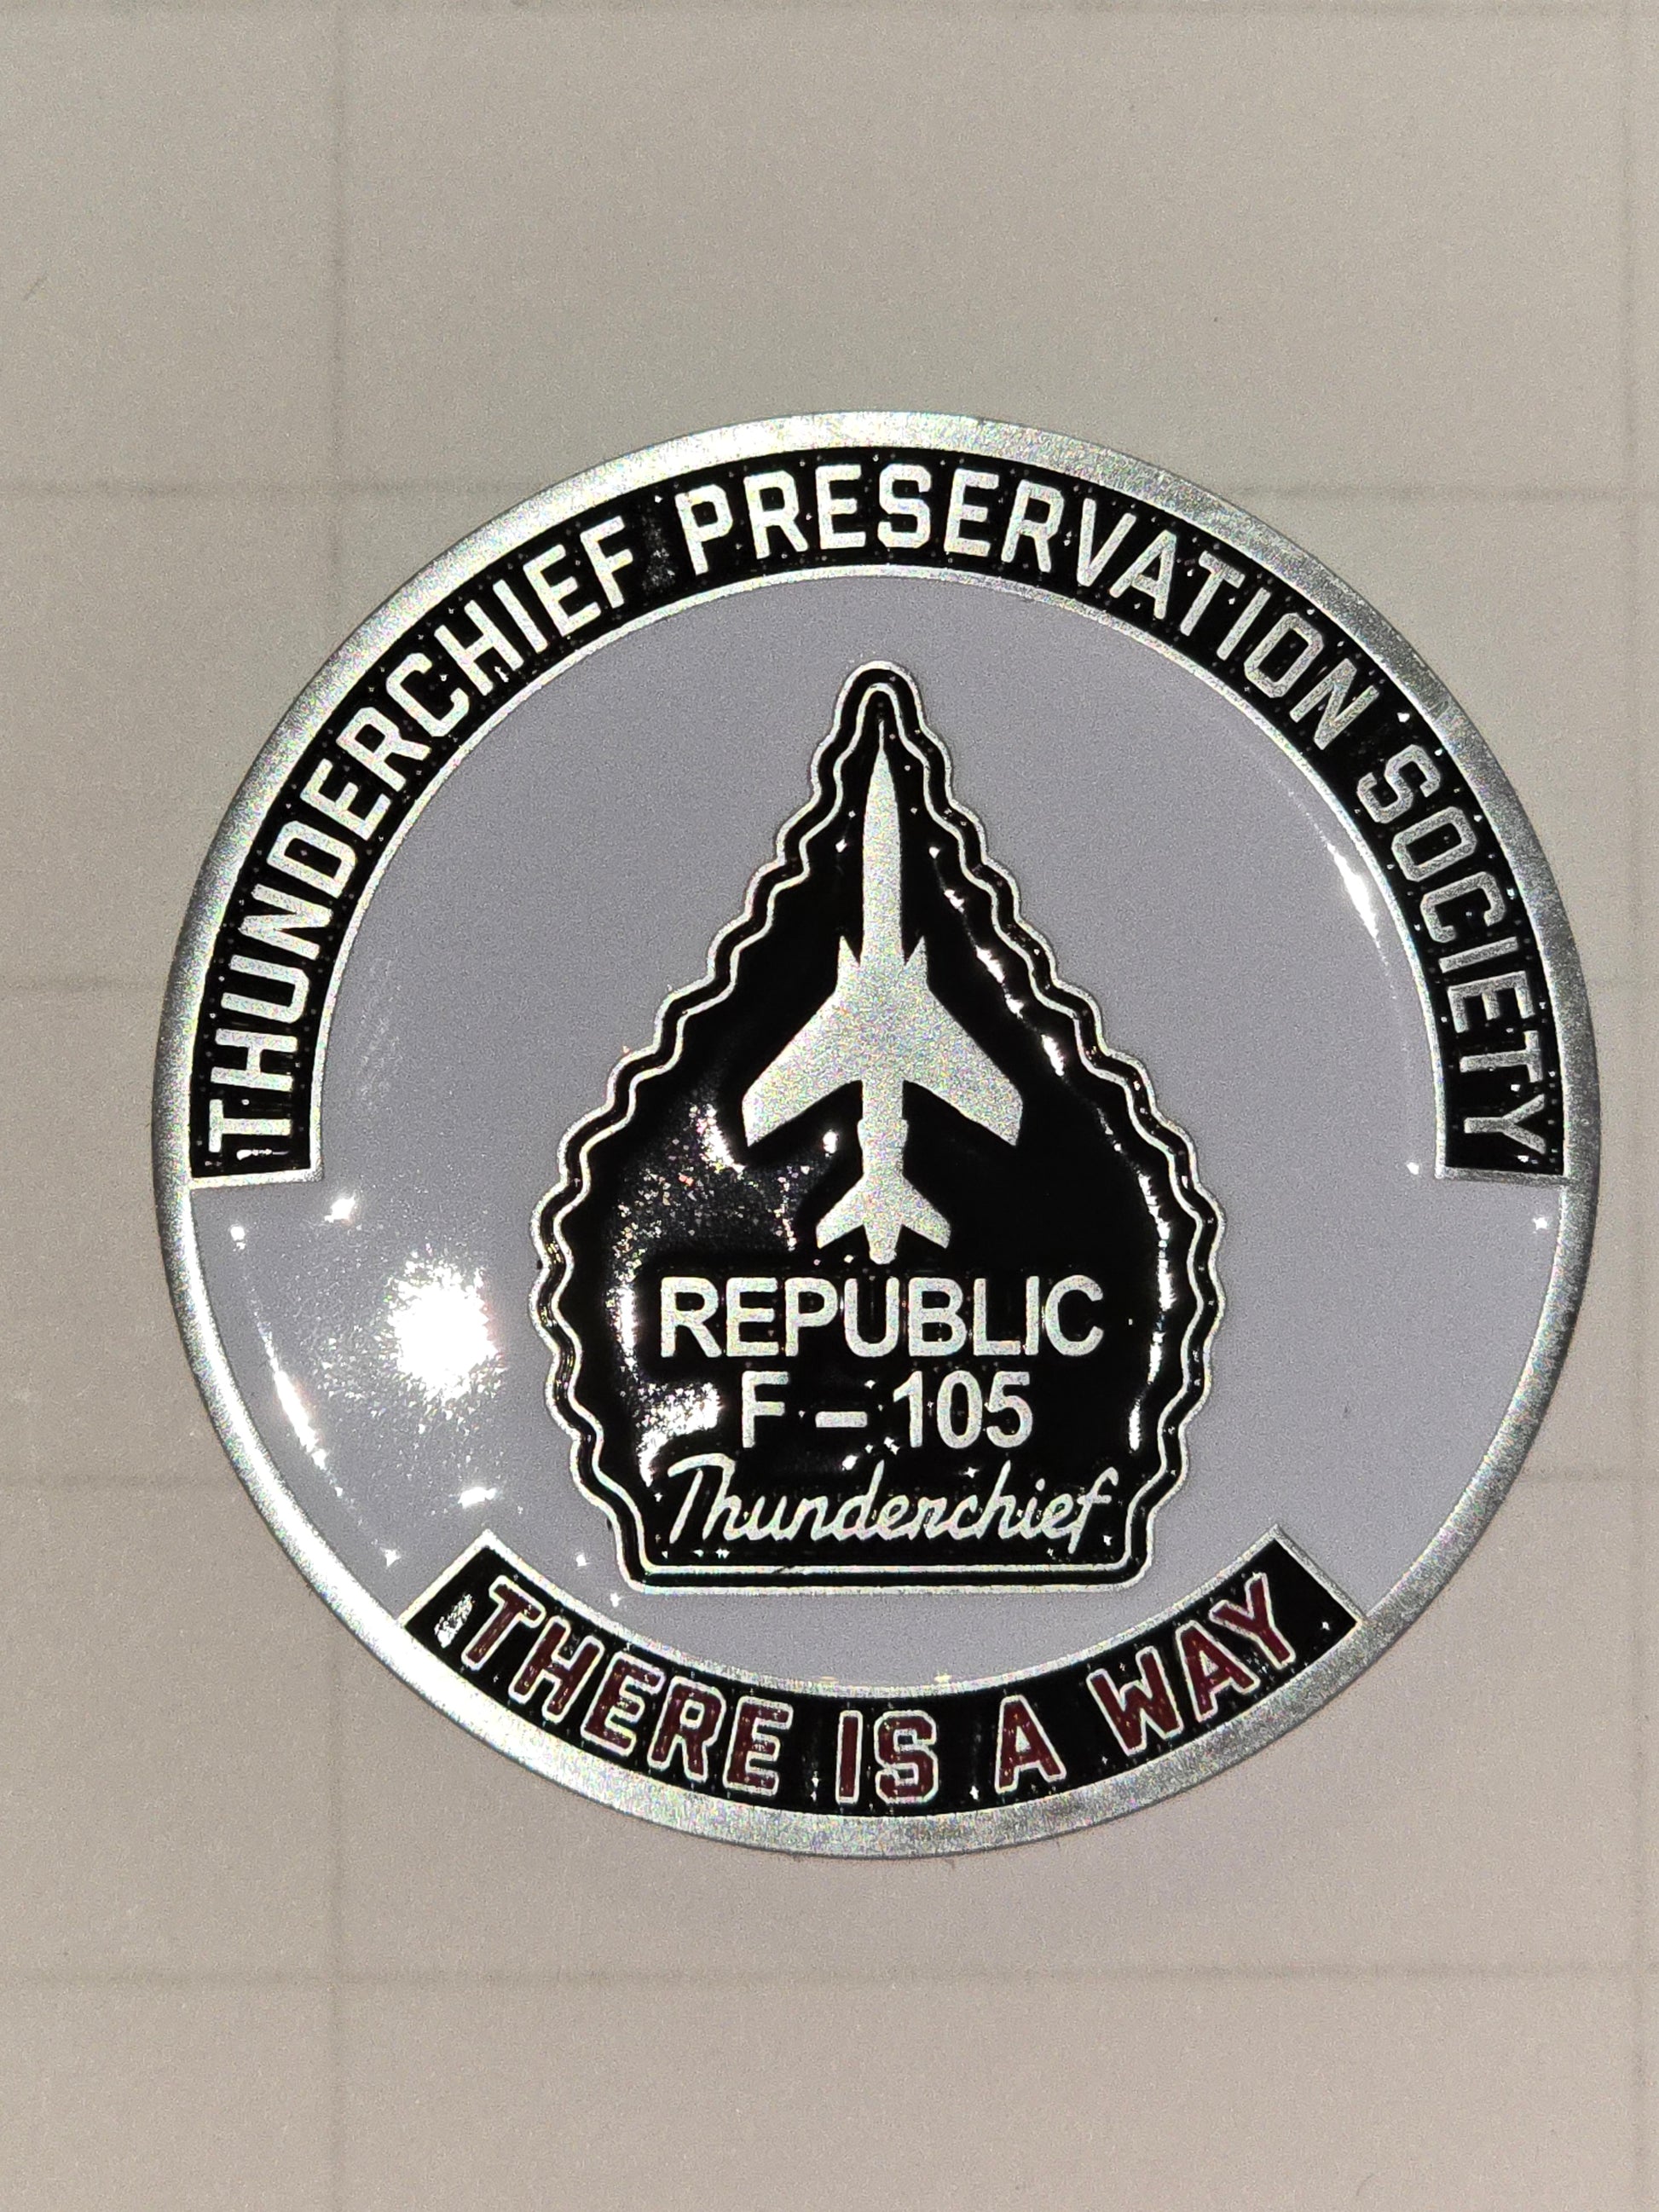 THUNDERCHIEF PRESERVATION SOCIETY
REPUBLIC
F-105
Thunderchief
THERE IS A WAY